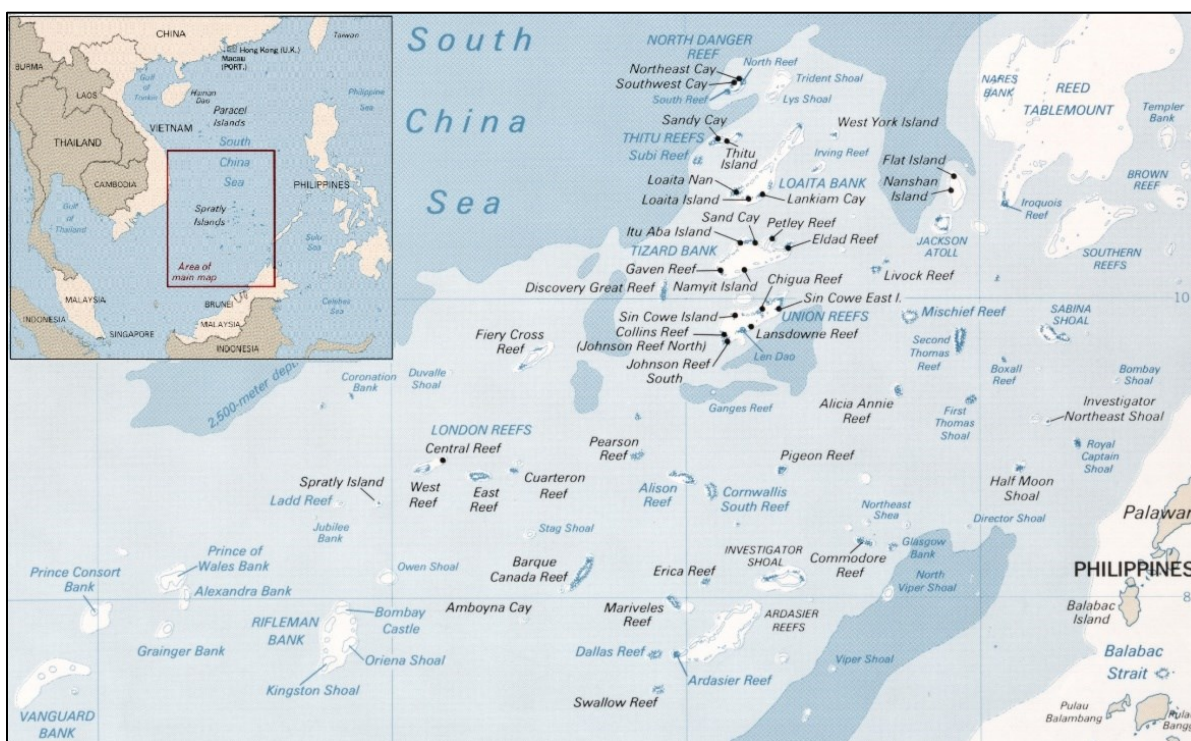 CHINA
Taiwan
Hong Kong (U.K.)
Macau
(PORT.)
BURMA
LAOS
Gulf
of
Tonkin
Hainan
Dao
Philippine
Sea
Paracel
Islands
VIETNAM
THAILAND
South
China
Sea
PHILIPPINES
CAMBODIA
Gulf
of
Thailand
Spratly
Islands
Sulu
Sea
Area of
main map
BRUNEI
Celebes
Sea
MALAYSIA
MALAYSIA
INDONESIA
SINGAPORE
INDONESIA
South
China
Sea
NORTH DANGER
REEF
Northeast Cay
North Reef
Southwest Cay
South Reef
Trident Shoal
Lys Shoal
NARES
BANK
REED
TABLEMOUNT
Templer
Bank
Sandy Cay
THITU REEFS
Subi Reef
Thitu
Island
West York Island
Irving Reef
Flat Island
Nanshan
Island
BROWN
REEF
Iroquois
Reef
Loaita Nan
LOAITA BANK
Loaita Island
Lankiam Cay
Sand Cay
Petley Reef
Itu Aba Island
TIZARD BANK
Eldad Reef
JACKSON
ATOLL
SOUTHERN
REEFS
Gaven Reef
Chigua Reef
Livock Reef
Discovery Great Reef
Namyit Island
Sin Cowe East I.
10
Sin Cowe Island
UNION REEFS
Mischief Reef
SABINA
SHOAL
Collins Reef
(Johnson Reef North)
Lansdowne Reef
Len Dao
Johnson Reef
South
Fiery Cross
Reef
Second
Thomas
Reef
Boxall
Reef
Bombay
Shoal
2,500-meter depth
Coronation
Bank
Duvalle
Shoal
Ganges Reef
Alicia Annie
Reef
First
Thomas
Shoal
Investigator
Northeast Shoal
LONDON REEFS
Central Reef
Pearson
Reef
Pigeon Reef
Royal
Captain
Shoal
West
Reef
East
Reef
Cuarteron
Reef
Alison
Reef
Cornwallis
South Reef
Half Moon
Shoal
Spratly Island
Ladd Reef
Jubilee
Bank
Stag Shoal
Northeast
Shea
Director Shoal
Palawan
Prince of
Wales Bank
Owen Shoal
Barque
Canada Reef
Erica Reef
INVESTIGATOR
SHOAL
Commodore
Reef
Glasgow
Bank
North
Viper Shoal
PHILIPPINES
Prince Consort
Bank
Alexandra Bank
Amboyna Cay
Mariveles
Reef
ARDASIER
REEFS
Balabac
Island
8
Grainger Bank
RIFLEMAN
BANK
Bombay
Castle
Oriena Shoal
Kingston Shoal
Dallas Reef
Ardasier Reef
Viper Shoal
Balabac
Strait
Swallow Reef
VANGUARD
BANK
Pulau
Balambang